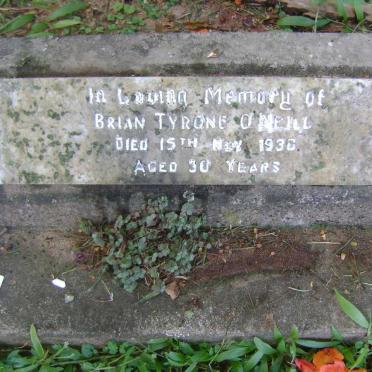 In Loving Memory of
BRIAN TYRONE O'NEILL
DIED 15TH NOV. 1936
AGED 30 YEARS